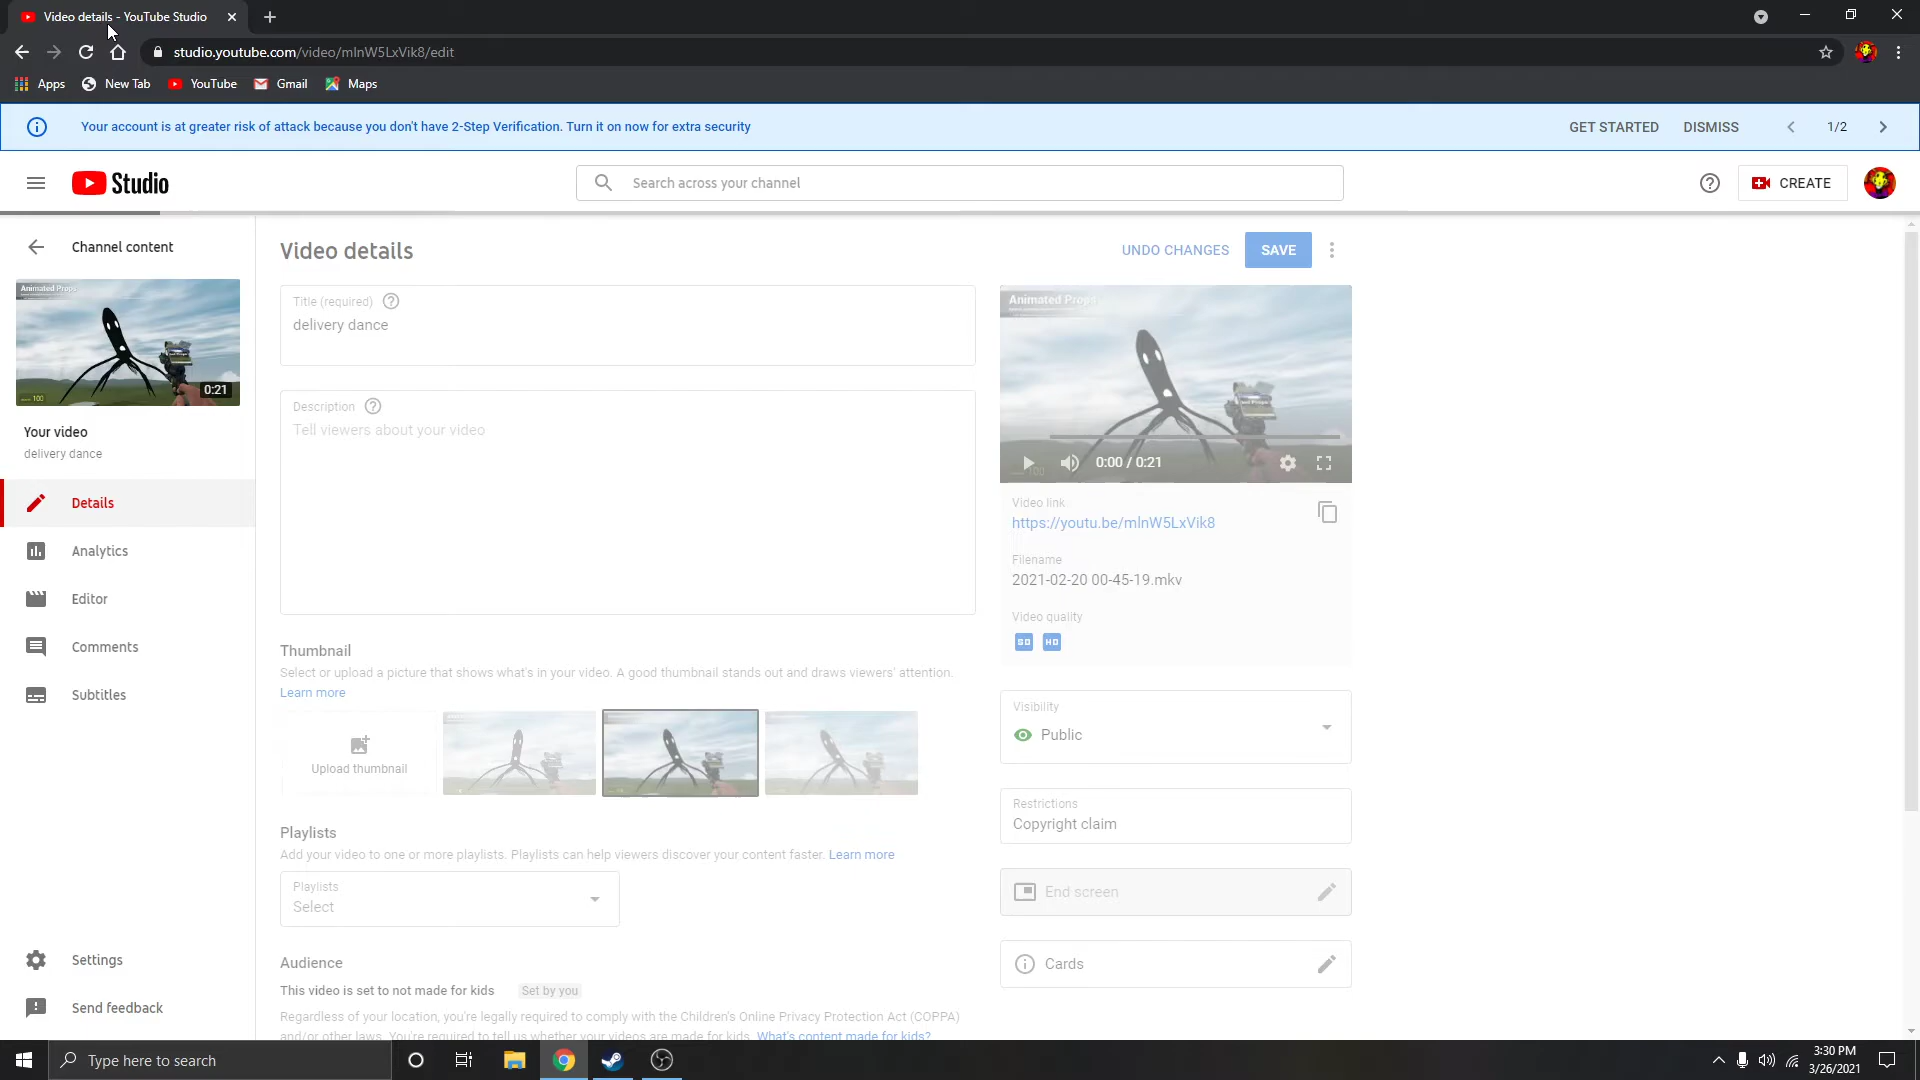 Video details - YouTube Studio
studio.youtube.com/video/mlnW5LxVik8/edit
Apps
New Tab
YouTube
Gmail
Maps
Your account is at greater risk of attack because you don't have 2-Step Verification. Turn it on now for extra security
GET STARTED
DISMISS
1/2
Studio
Search across your channel
CREATE
Channel content
Video details
UNDO CHANGES
SAVE
Animated Props
0:21
Title (required)
delivery dance
Animated Props
0:00 / 0:21
Description
Tell viewers about your video
Your video
delivery dance
Details
Analytics
Editor
Comments
Subtitles
Video link
https://youtu.be/mlnW5LxVik8
Filename
2021-02-20 00-45-19.mkv
Video quality
SD
HD
Thumbnail
Select or upload a picture that shows what's in your video. A good thumbnail stands out and draws viewers' attention.
Learn more
Upload thumbnail
Visibility
Public
Restrictions
Copyright claim
Playlists
Add your video to one or more playlists. Playlists can help viewers discover your content faster. Learn more
Playlists
Select
End screen
Cards
Audience
This video is set to not made for kids
Set by you
Regardless of your location, you're legally required to comply with the Children's Online Privacy Protection Act (COPPA)
and/or other laws. You're required to tell us whether your videos are made for kids. What's content made for kids?
Settings
Send feedback
Type here to search
3:30 PM
3/26/2021